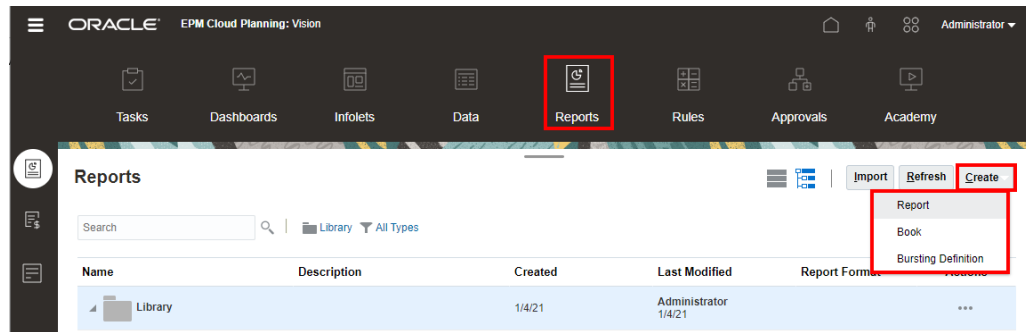 ORACLE EPM Cloud Planning: Vision Administrator
Tasks Dashboards Infolets Data Reports Rules Approvals Academy
Reports Import Refresh Create
Report
Search Library All Types
Book
Bursting Definition
Name Description Created Last Modified Report Format Actions
Library 1/4/21 Administrator
1/4/21